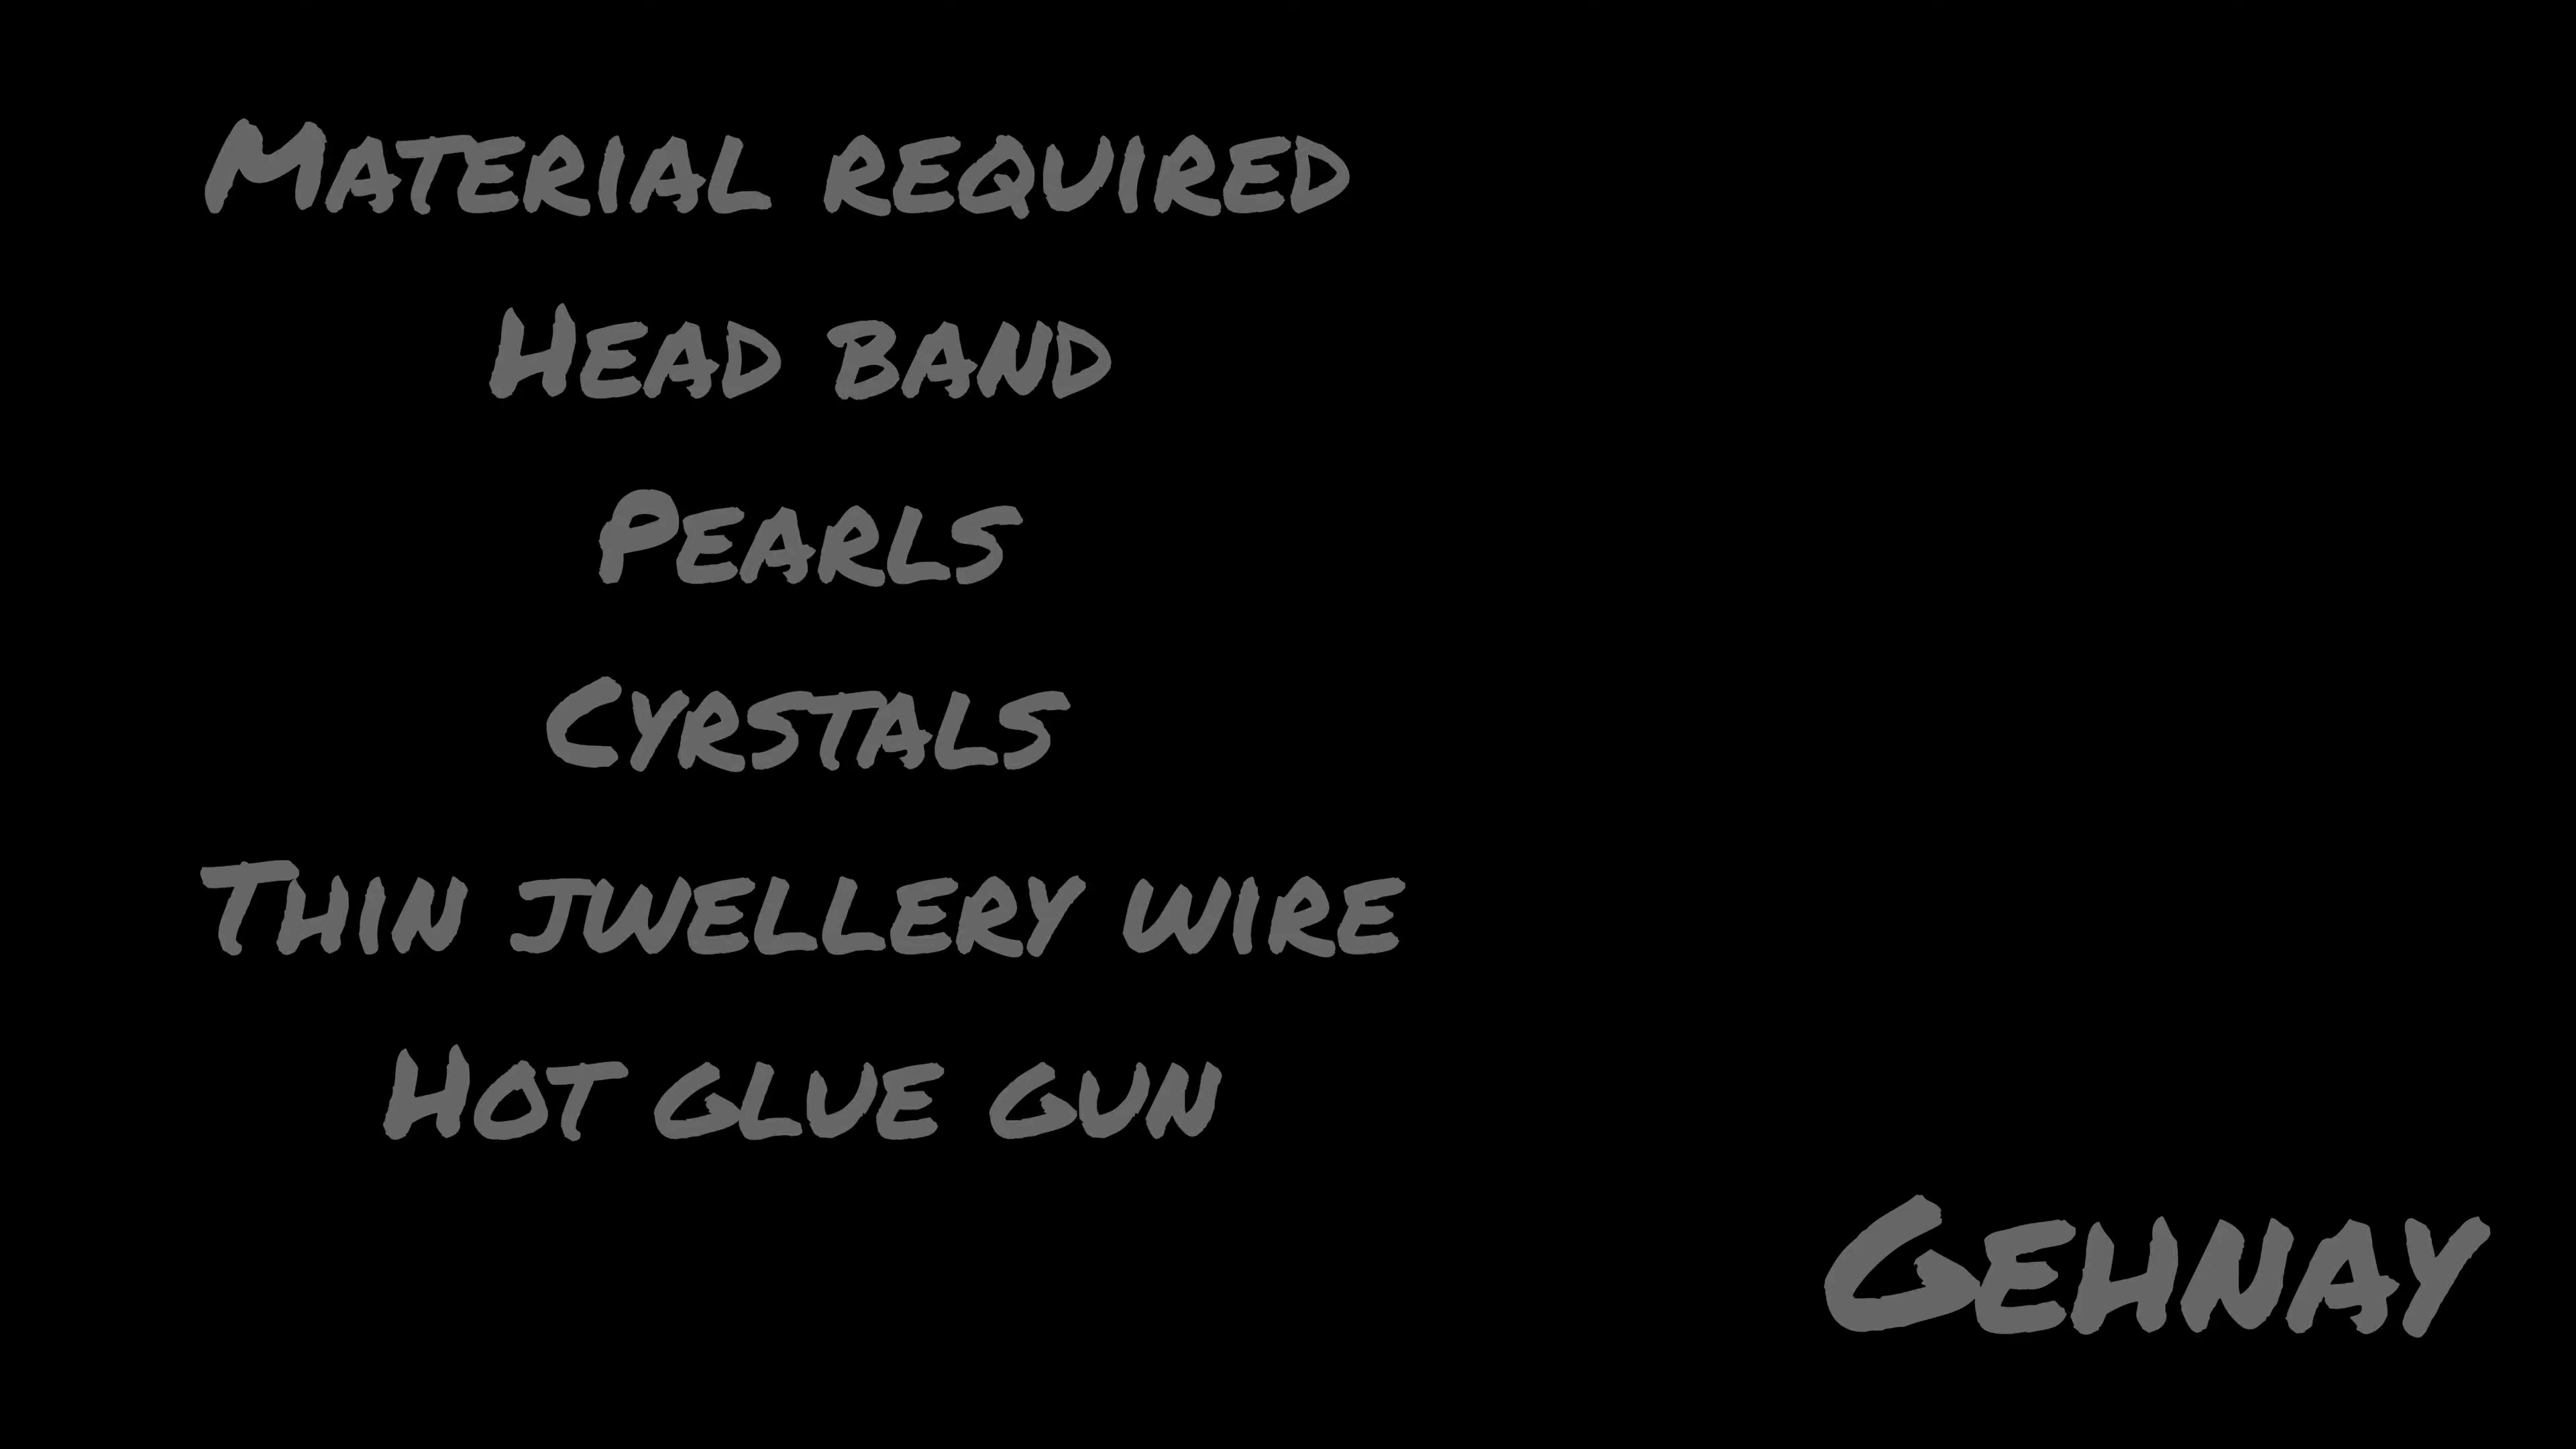 Material required
Head band
Pearls
Cyrstals
Thin jwellery wire
Hot glue gun
Gehnay